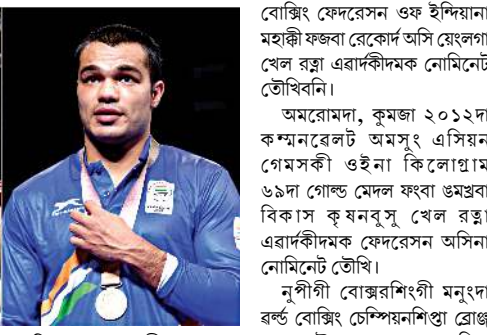 বোক্সিং ফেদরেসন ওফ ইন্দিয়ানা
মহাক্কী ফজবা রেকোর্দ অসি য়েংলগা
খেল রত্না এৱার্দকীদমক নোমিনেট
তৌখিবনি।
অমরোমদা, কুমজা ২০১২দা
কম্মনৱেলট অমসুং এসিয়ন
গেমসকী ওইনা কিলোগ্রাম
৬৯দা গোল্ড মেদল ফংবা ঙমখ্রবা
বিকাস কৃষনবুসু খেল রত্না
এৱার্দকীদমক ফেদরেসন অসিনা
নোমিনেট তৌখি।
নুপীগী বোক্সরশিংগী মনুংদা
ৱর্ল্ড বোক্সিং চেম্পিয়নশিপ্তা ব্রোঞ্জ